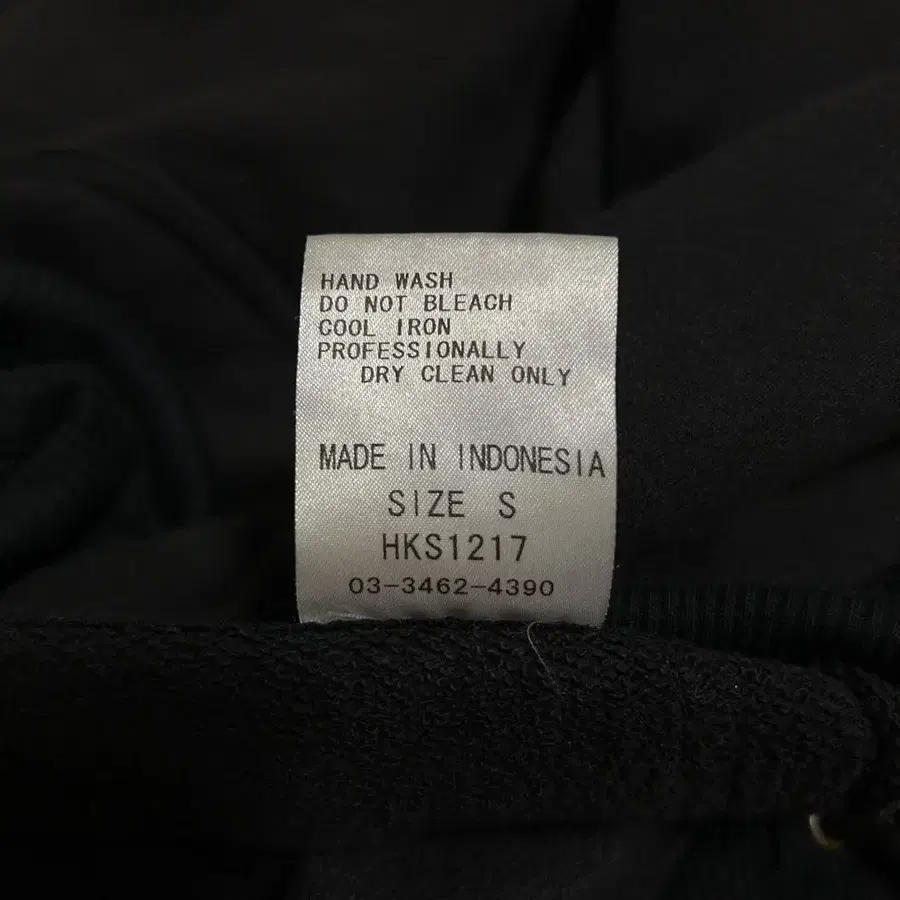 HAND WASH
DO NOT BLEACH
COOL IRON
PROFESSIONALLY
DRY CLEAN ONLY
MADE IN INDONESIA
SIZE S
HKS1217
03-3462-4390